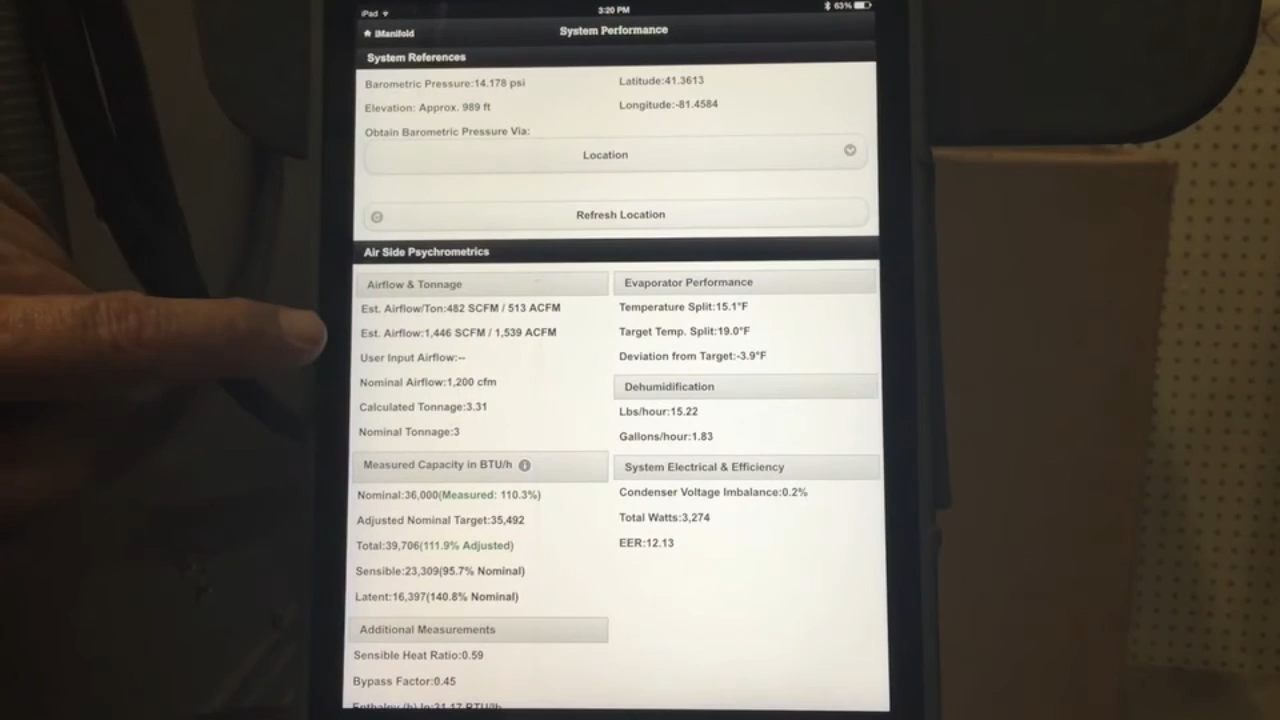 iPad
3:20 PM
63%
iManifold
System Performance
System References
Barometric Pressure:14.178 psi
Latitude:41.3613
Elevation: Approx. 989 ft
Longitude:-81.4584
Obtain Barometric Pressure Via:
Location
Refresh Location
Air Side Psychrometrics
Airflow & Tonnage
Est. Airflow/Ton:482 SCFM / 513 ACFM
Est. Airflow:1,446 SCFM / 1,539 ACFM
User Input Airflow:--
Nominal Airflow:1,200 cfm
Calculated Tonnage:3.31
Nominal Tonnage:3
Measured Capacity in BTU/h
Nominal:36,000(Measured: 110.3%)
Adjusted Nominal Target:35,492
Total:39,706(111.9% Adjusted)
Sensible:23,309(95.7% Nominal)
Latent:16,397(140.8% Nominal)
Additional Measurements
Sensible Heat Ratio:0.59
Bypass Factor:0.45
Enthalpy (h) In:31.17 BTU/lb
Evaporator Performance
Temperature Split:15.1°F
Target Temp. Split:19.0°F
Deviation from Target:-3.9°F
Dehumidification
Lbs/hour:15.22
Gallons/hour:1.83
System Electrical & Efficiency
Condenser Voltage Imbalance:0.2%
Total Watts:3,274
EER:12.13